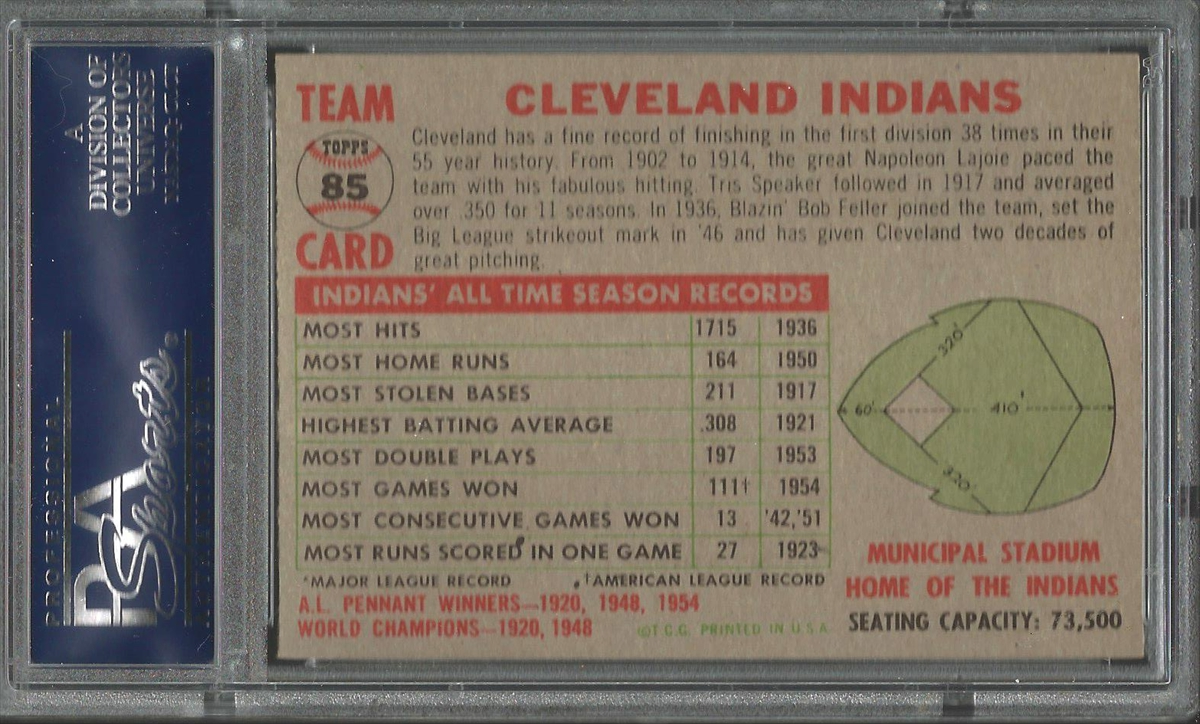 A
DIVISION OF
COLLECTORS
UNIVERSE
NASDAQ: CLCT
PROFESSIONAL
PSA
Sports
AUTHENTICATOR
TEAM
TOPPS
85
CARD
CLEVELAND INDIANS
Cleveland has a fine record of finishing in the first division 38 times in their
55 year history. From 1902 to 1914, the great Napoleon Lajoie paced the
team with his fabulous hitting. Tris Speaker followed in 1917 and averaged
over .350 for 11 seasons. In 1936, Blazin' Bob Feller joined the team, set the
Big League strikeout mark in '46 and has given Cleveland two decades of
great pitching.
INDIANS' ALL TIME SEASON RECORDS
MOST HITS 1715 1936
MOST HOME RUNS 164 1950
MOST STOLEN BASES 211 1917
HIGHEST BATTING AVERAGE .308 1921
MOST DOUBLE PLAYS 197 1953
MOST GAMES WON 111† 1954
MOST CONSECUTIVE GAMES WON 13 '42,'51
MOST RUNS SCORED IN ONE GAME 27 1923
*MAJOR LEAGUE RECORD †AMERICAN LEAGUE RECORD
A.L. PENNANT WINNERS—1920, 1948, 1954
WORLD CHAMPIONS—1920, 1948
©T.C.G. PRINTED IN U.S.A.
320'
60' 410'
320'
MUNICIPAL STADIUM
HOME OF THE INDIANS
SEATING CAPACITY: 73,500